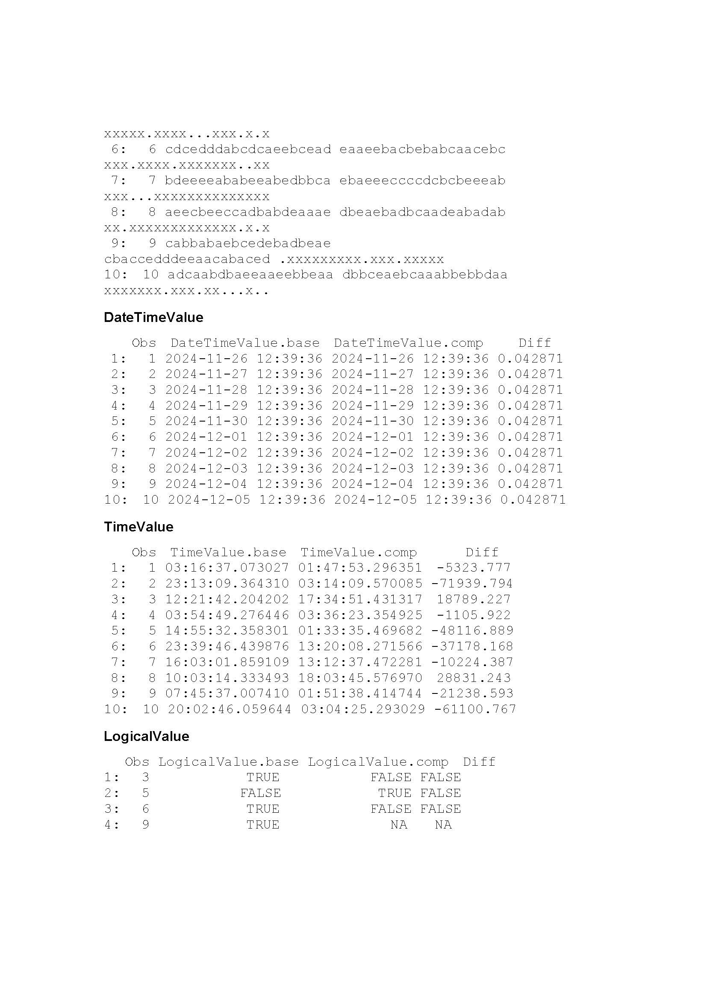 xxxxx.xxxx...xxx.x.x
6: 6 cdcedddabcdcaeebcead eaaeebacbebabcaacebc
xxx.xxxx.xxxxxxx..xx
7: 7 bdeeeeababeeabedbbca ebaeeeccccdcbcbeeeab
xxx...xxxxxxxxxxxxxx
8: 8 aeecbeeccadbabdeaaae dbeaebadbcaadeabadab
xx.xxxxxxxxxxxxx.x.x
9: 9 cabbabaebcedebadbeae
cbaccedddeeaacabaced .xxxxxxxxx.xxx.xxxxx
10: 10 adcaabdbaeeaaeebbeaa dbbceaebcaaabbebbdaa
xxxxxxx.xxx.xx...x..
DateTimeValue
Obs DateTimeValue.base DateTimeValue.comp Diff
1: 1 2024-11-26 12:39:36 2024-11-26 12:39:36 0.042871
2: 2 2024-11-27 12:39:36 2024-11-27 12:39:36 0.042871
3: 3 2024-11-28 12:39:36 2024-11-28 12:39:36 0.042871
4: 4 2024-11-29 12:39:36 2024-11-29 12:39:36 0.042871
5: 5 2024-11-30 12:39:36 2024-11-30 12:39:36 0.042871
6: 6 2024-12-01 12:39:36 2024-12-01 12:39:36 0.042871
7: 7 2024-12-02 12:39:36 2024-12-02 12:39:36 0.042871
8: 8 2024-12-03 12:39:36 2024-12-03 12:39:36 0.042871
9: 9 2024-12-04 12:39:36 2024-12-04 12:39:36 0.042871
10: 10 2024-12-05 12:39:36 2024-12-05 12:39:36 0.042871
TimeValue
Obs TimeValue.base TimeValue.comp Diff
1: 1 03:16:37.073027 01:47:53.296351 -5323.777
2: 2 23:13:09.364310 03:14:09.570085 -71939.794
3: 3 12:21:42.204202 17:34:51.431317 18789.227
4: 4 03:54:49.276446 03:36:23.354925 -1105.922
5: 5 14:55:32.358301 01:33:35.469682 -48116.889
6: 6 23:39:46.439876 13:20:08.271566 -37178.168
7: 7 16:03:01.859109 13:12:37.472281 -10224.387
8: 8 10:03:14.333493 18:03:45.576970 28831.243
9: 9 07:45:37.007410 01:51:38.414744 -21238.593
10: 10 20:02:46.059644 03:04:25.293029 -61100.767
LogicalValue
Obs LogicalValue.base LogicalValue.comp Diff
1: 3 TRUE FALSE FALSE
2: 5 FALSE TRUE FALSE
3: 6 TRUE FALSE FALSE
4: 9 TRUE NA NA